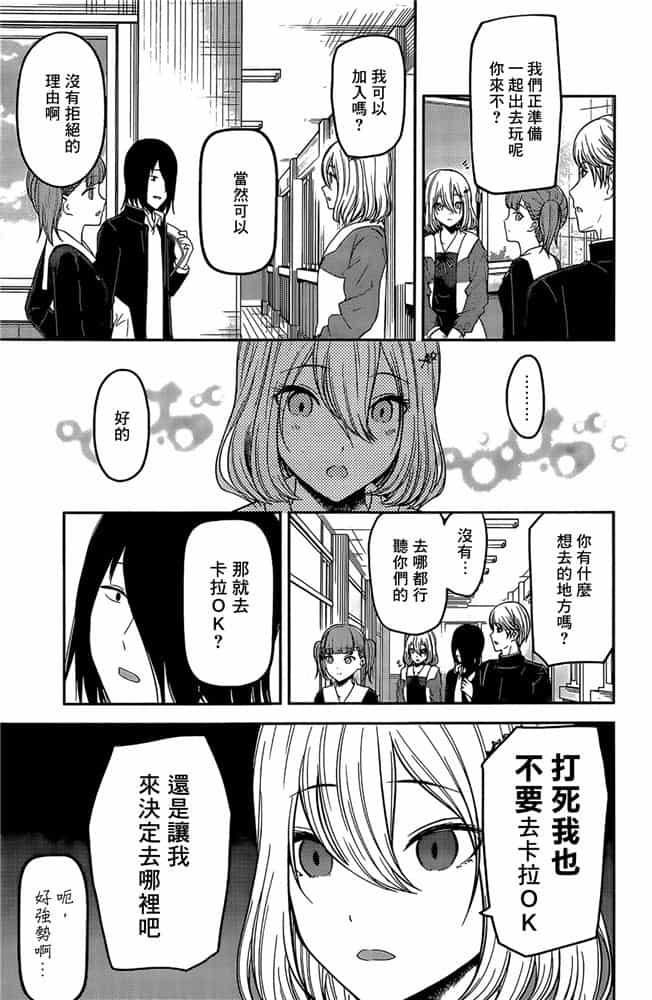 我們正準備
一起出去玩呢
你來不？
我可以
加入嗎？
當然可以
沒有拒絕的
理由啊
………
好的
你有什麼
想去的地方嗎？
沒有…
去哪都行
聽你們的
那就去
卡拉OK？
打死我也
不要去卡拉OK
還是讓我
來決定去哪裡吧
呃，
好強勢啊…